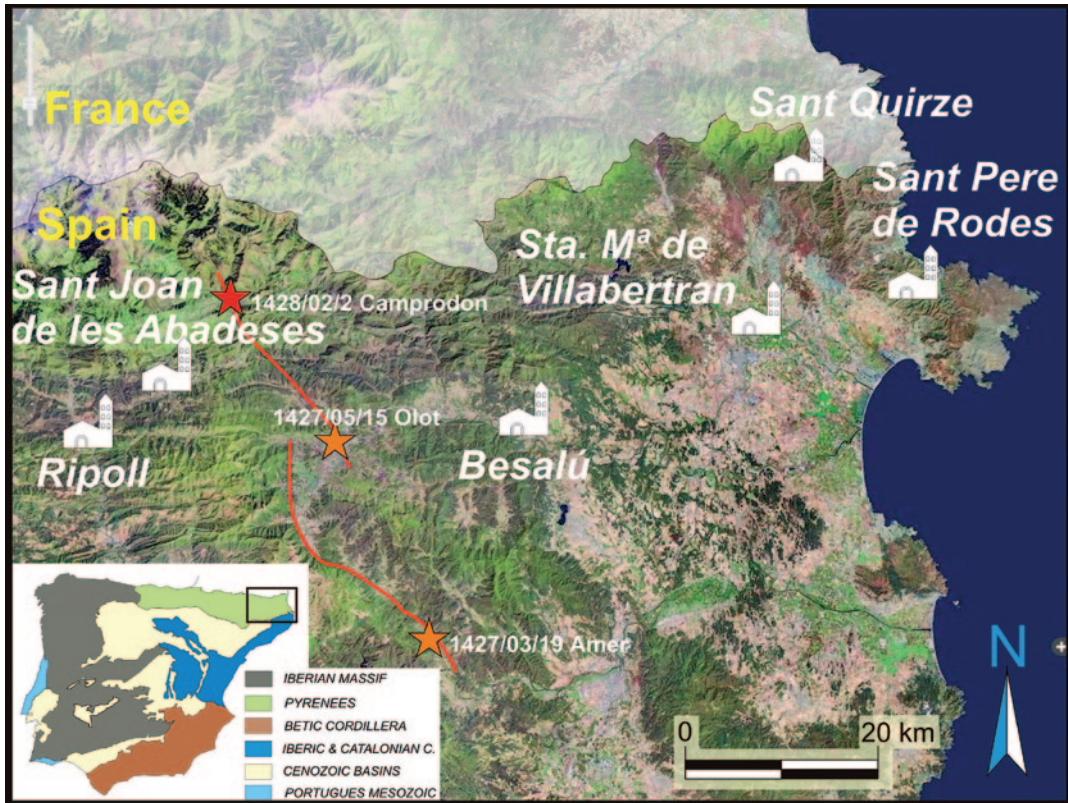 France
Sant Quirze
Sant Pere
de Rodes
Spain
Sta. Mª de
Villabertran
Sant Joan
de les Abadeses
1428/02/2 Camprodon
1427/05/15 Olot
Ripoll
Besalú
1427/03/19 Amer
N
0 20 km
IBERIAN MASSIF
PYRENEES
BETIC CORDILLERA
IBERIC & CATALONIAN C.
CENOZOIC BASINS
PORTUGUES MESOZOIC